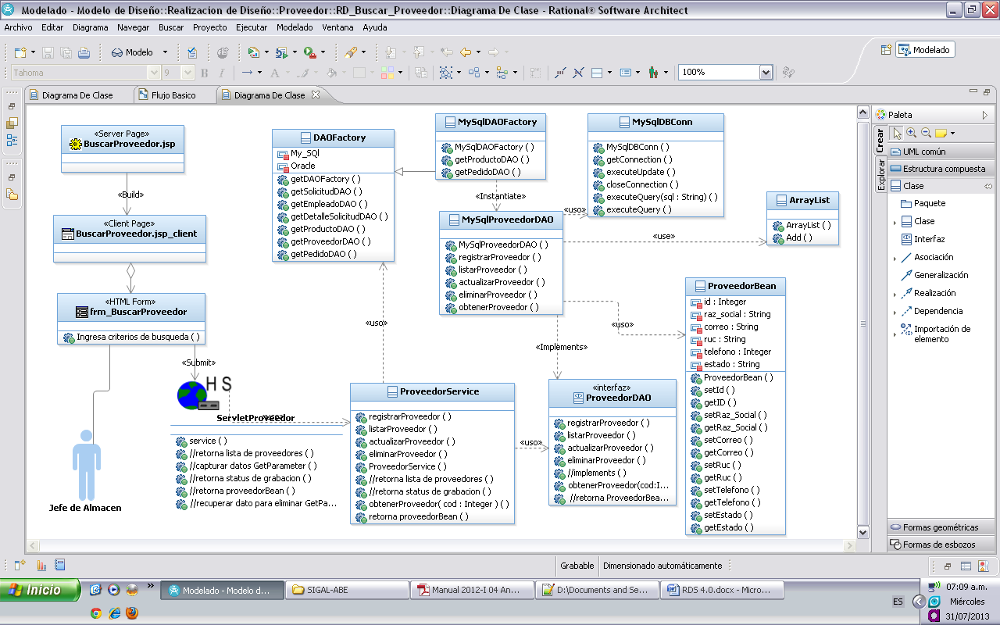 Modelado - Modelo de Diseño::Realizacion de Diseño::Proveedor::RD_Buscar_Proveedor::Diagrama De Clase - Rational® Software Architect
Archivo Editar Diagrama Navegar Buscar Proyecto Ejecutar Modelado Ventana Ayuda
Modelo
Modelado
Tahoma 9 B I A 100%
Diagrama De Clase Flujo Basico Diagrama De Clase
«Server Page»
BuscarProveedor.jsp
«Build»
«Client Page»
BuscarProveedor.jsp_client
«HTML Form»
frm_BuscarProveedor
Ingresa criterios de busqueda ( )
«Submit»
H S
ServletProveedor
«uso»
service ( )
//retorna lista de proveedores ( )
//capturar datos GetParameter ( )
//retorna status de grabacion ( )
//retorna proveedorBean ( )
//recuperar dato para eliminar GetPa...
Jefe de Almacen
DAOFactory
My_SQl
Oracle
getDAOFactory ( )
getSolicitudDAO ( )
getEmpleadoDAO ( )
getDetalleSolicitudDAO ( )
getProductoDAO ( )
getProveedorDAO ( )
getPedidoDAO ( )
«uso»
ProveedorService
registrarProveedor ( )
listarProveedor ( )
actualizarProveedor ( )
eliminarProveedor ( )
ProveedorService ( )
//retorna lista de proveedores ( )
//retorna status de grabacion ( )
obtenerProveedor( cod : Integer ) ( )
retorna proveedorBean ( )
«uso»
MySqlDAOFactory
MySqlDAOFactory ( )
getProductoDAO ( )
getPedidoDAO ( )
«Instantiate»
MySqlProveedorDAO
MySqlProveedorDAO ( )
registrarProveedor ( )
listarProveedor ( )
actualizarProveedor ( )
eliminarProveedor ( )
obtenerProveedor ( )
«uso»
«use»
«uso»
«Implements»
MySqlDBConn
MySqlDBConn ( )
getConnection ( )
executeUpdate ( )
closeConnection ( )
executeQuery(sql : String) ( )
executeQuery ( )
ArrayList
ArrayList ( )
Add ( )
«interfaz»
ProveedorDAO
registrarProveedor ( )
listarProveedor ( )
actualizarProveedor ( )
eliminarProveedor ( )
//implements ( )
obtenerProveedor(cod:I...
//retorna ProveedorBea...
ProveedorBean
id : Integer
raz_social : String
correo : String
ruc : String
telefono : Integer
estado : String
ProveedorBean ( )
setId ( )
getID ( )
setRaz_Social ( )
getRaz_Social ( )
setCorreo ( )
getCorreo ( )
setRuc ( )
getRuc ( )
setTelefono ( )
getTelefono ( )
setEstado ( )
getEstado ( )
Paleta
Crear
Explorar
UML común
Estructura compuesta
Clase
Paquete
Clase
Interfaz
Asociación
Generalización
Realización
Dependencia
Importación de
elemento
Formas geométricas
Formas de esbozos
Grabable Dimensionado automáticamente
Inicio
»
Modelado - Modelo d...
SIGAL-ABE
Manual 2012-I 04 An...
D:\Documents and Se...
RDS 4.0.docx - Micro...
ES
07:09 a.m.
Miércoles
31/07/2013